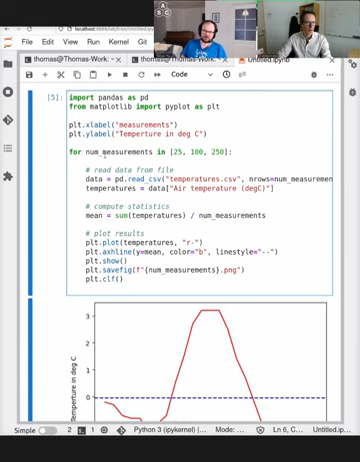 localhost:8888/lab/tree/Untitled.ipynb
File Edit View Run Kernel Git
thomas@Thomas-Work: ~
thomas@Thomas-Work: ~
Untitled.ipynb
Code
[5]:
import pandas as pd
from matplotlib import pyplot as plt
plt.xlabel("measurements")
plt.ylabel("Temperture in deg C")
for num_measurements in [25, 100, 250]:
# read data from file
data = pd.read_csv("temperatures.csv", nrows=num_measuremen
temperatures = data["Air temperature (degC)"]
# compute statistics
mean = sum(temperatures) / num_measurements
# plot results
plt.plot(temperatures, "r-")
plt.axhline(y=mean, color="b", linestyle="--")
plt.show()
plt.savefig(f"{num_measurements}.png")
plt.clf()
3
2
1
0
Temperture in deg C
Simple 2 1 Python 3 (ipykernel) |... Mode: ... Ln 6, C... Untitled....